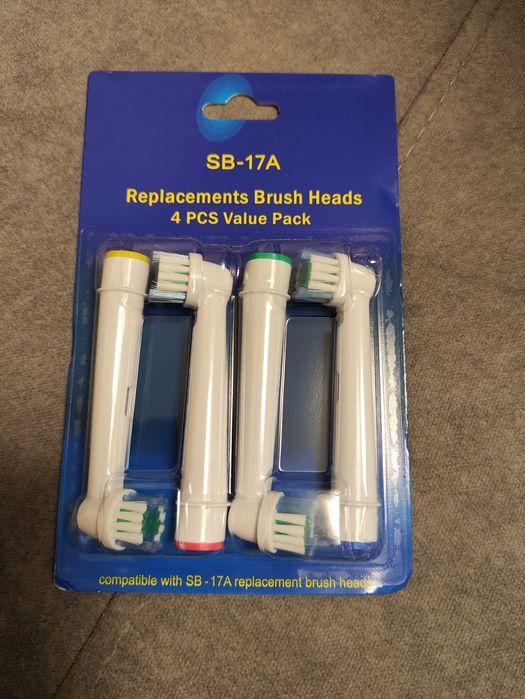 SB-17A
Replacements Brush Heads
4 PCS Value Pack
compatible with SB-17A replacement brush heads